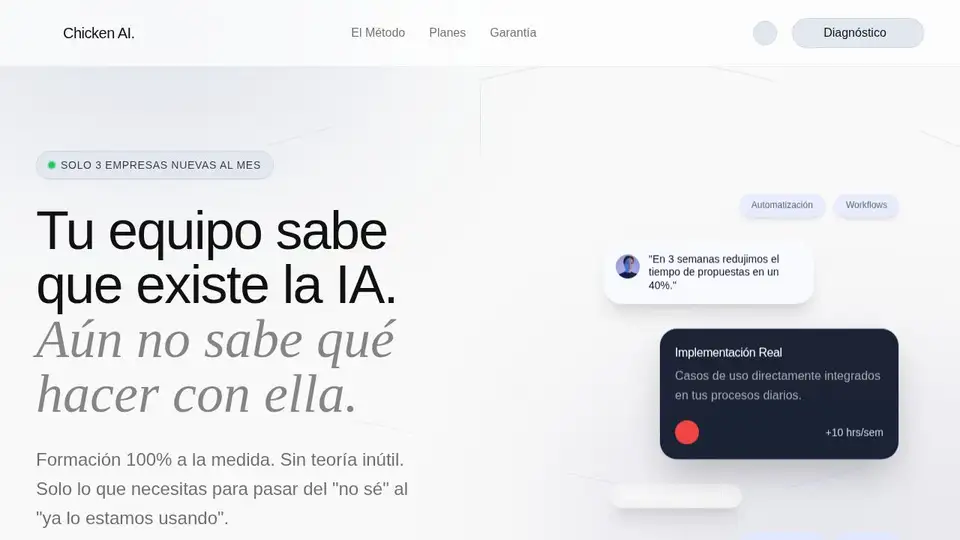 Chicken AI.
El Método
Planes
Garantía
Diagnóstico
SOLO 3 EMPRESAS NUEVAS AL MES
Tu equipo sabe
que existe la IA.
Aún no sabe qué
hacer con ella.
Formación 100% a la medida. Sin teoría inútil.
Solo lo que necesitas para pasar del "no sé" al
"ya lo estamos usando".
Automatización
Workflows
"En 3 semanas redujimos el
tiempo de propuestas en un
40%."
Implementación Real
Casos de uso directamente integrados
en tus procesos diarios.
+10 hrs/sem